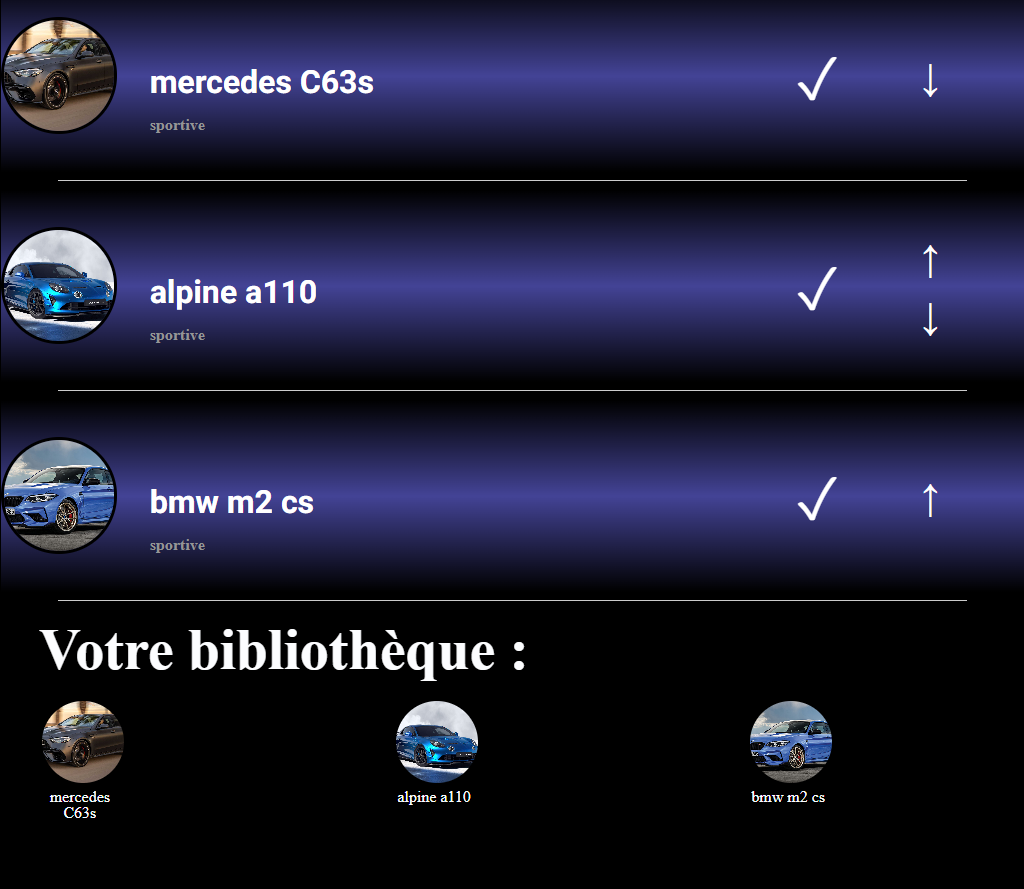 mercedes C63s
✓ ↓
sportive
alpine a110
✓ ↑
↓
sportive
bmw m2 cs
✓ ↑
sportive
Votre bibliothèque :
mercedes
C63s
alpine a110
bmw m2 cs